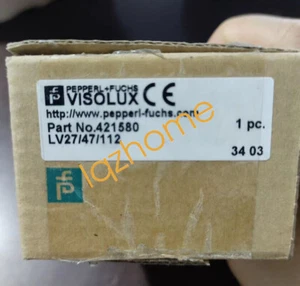 PEPPERL+FUCHS
VISOLUX CE
http://www.pepperl-fuchs.com
Part No.421580
1 pc.
LV27/47/112
34 03
lqzhome